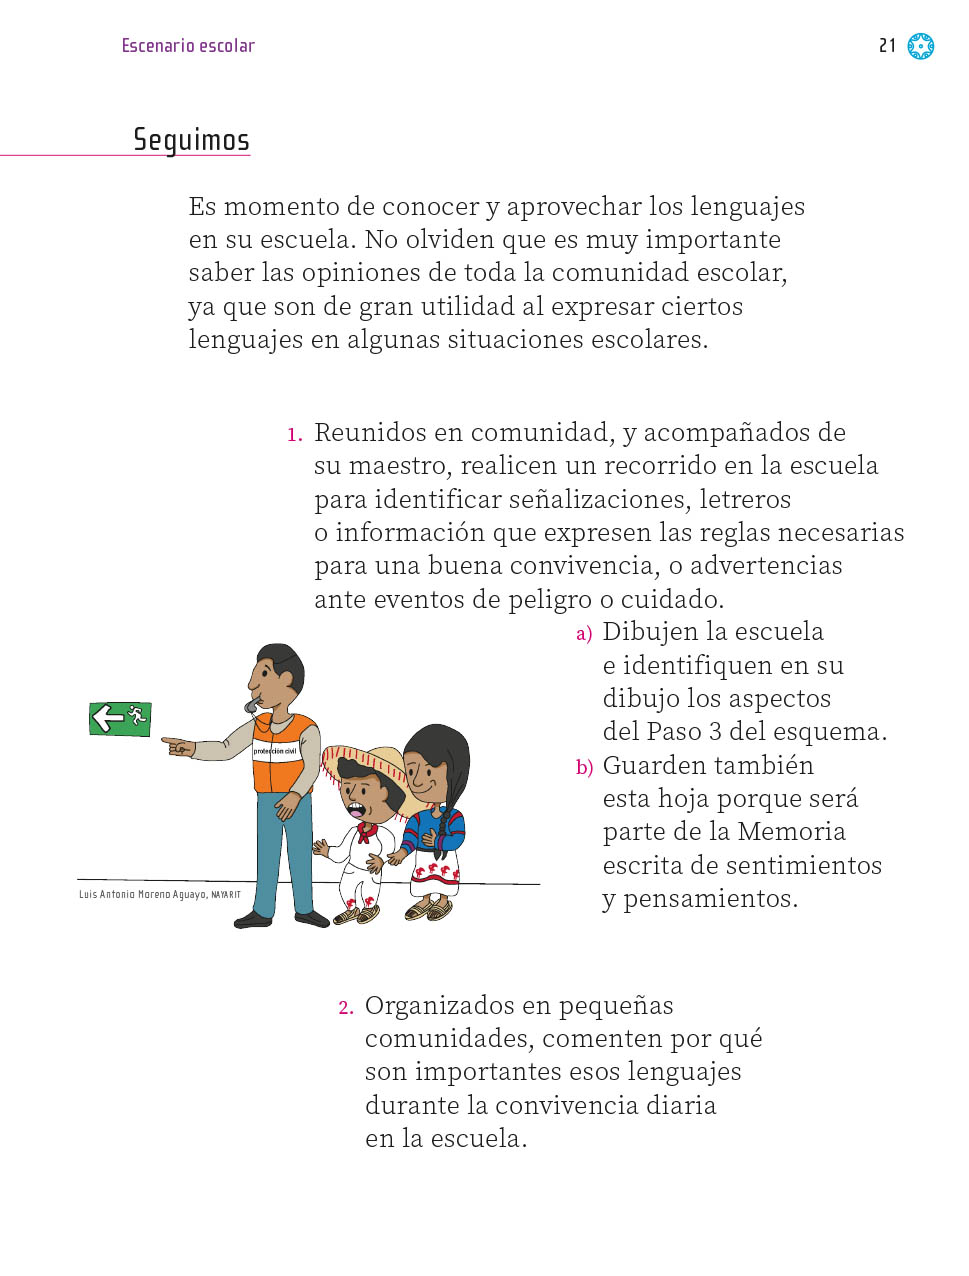 Escenario escolar
21
Seguimos
Es momento de conocer y aprovechar los lenguajes
en su escuela. No olviden que es muy importante
saber las opiniones de toda la comunidad escolar,
ya que son de gran utilidad al expresar ciertos
lenguajes en algunas situaciones escolares.
1. Reunidos en comunidad, y acompañados de
su maestro, realicen un recorrido en la escuela
para identificar señalizaciones, letreros
o información que expresen las reglas necesarias
para una buena convivencia, o advertencias
ante eventos de peligro o cuidado.
a) Dibujen la escuela
e identifiquen en su
dibujo los aspectos
del Paso 3 del esquema.
b) Guarden también
esta hoja porque será
parte de la Memoria
escrita de sentimientos
y pensamientos.
protección civil
Luis Antonio Moreno Aguayo, NAYARIT
2. Organizados en pequeñas
comunidades, comenten por qué
son importantes esos lenguajes
durante la convivencia diaria
en la escuela.